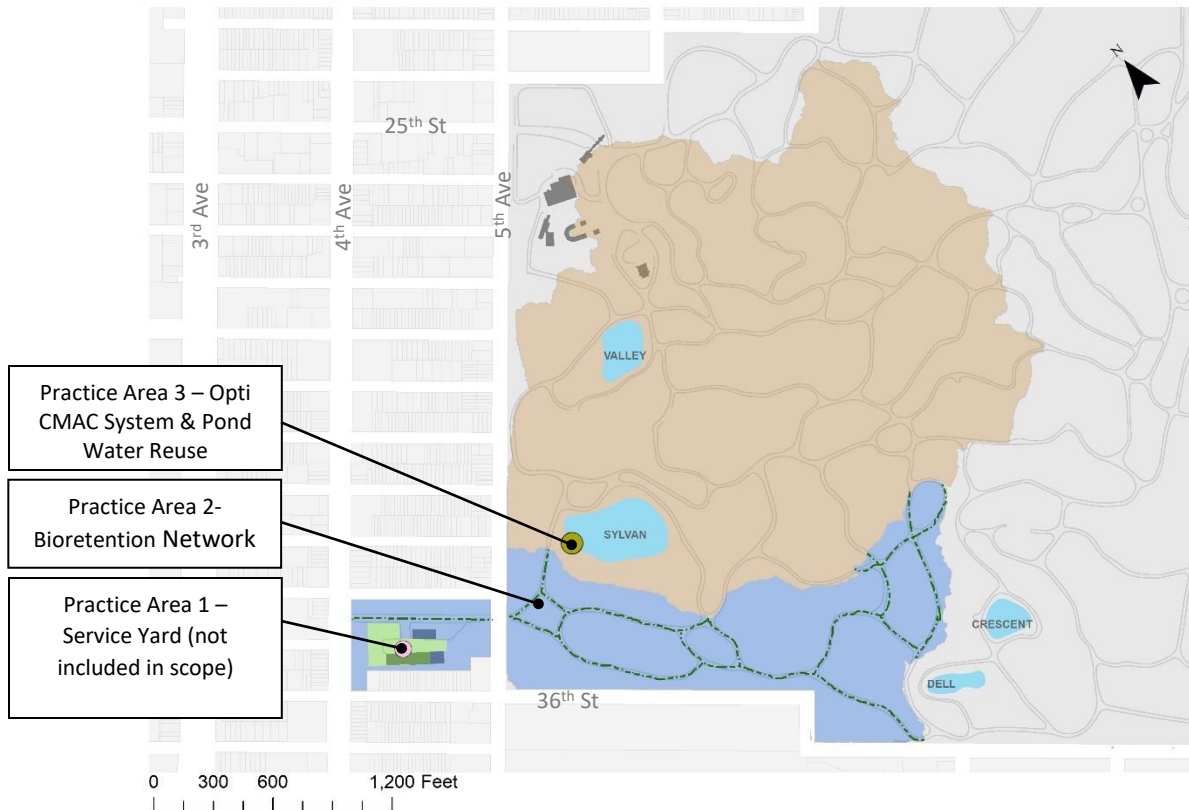 N
25th St
3rd Ave
4th Ave
5th Ave
VALLEY
Practice Area 3 – Opti
CMAC System & Pond
Water Reuse
Practice Area 2-
Bioretention Network
SYLVAN
Practice Area 1 –
Service Yard (not
included in scope)
CRESCENT
DELL
36th St
0 300 600 1,200 Feet